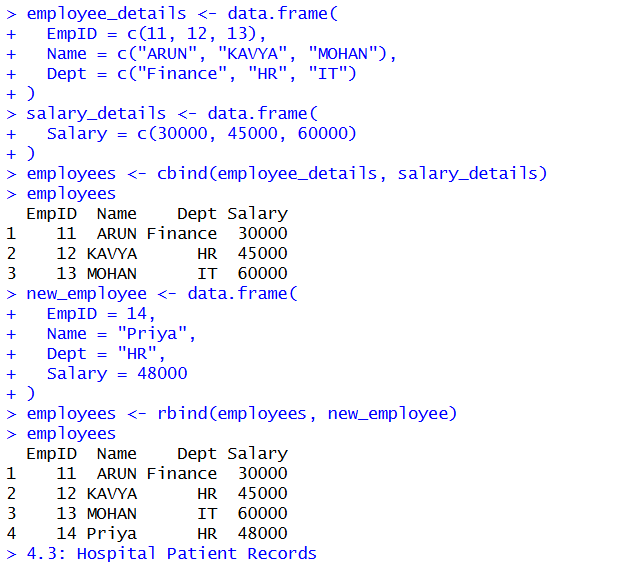 > employee_details <- data.frame(
+   EmpID = c(11, 12, 13),
+   Name = c("ARUN", "KAVYA", "MOHAN"),
+   Dept = c("Finance", "HR", "IT")
+ )
> salary_details <- data.frame(
+   Salary = c(30000, 45000, 60000)
+ )
> employees <- cbind(employee_details, salary_details)
> employees
  EmpID  Name    Dept Salary
1    11  ARUN Finance  30000
2    12 KAVYA      HR  45000
3    13 MOHAN      IT  60000
> new_employee <- data.frame(
+   EmpID = 14,
+   Name = "Priya",
+   Dept = "HR",
+   Salary = 48000
+ )
> employees <- rbind(employees, new_employee)
> employees
  EmpID  Name    Dept Salary
1    11  ARUN Finance  30000
2    12 KAVYA      HR  45000
3    13 MOHAN      IT  60000
4    14 Priya      HR  48000
> 4.3: Hospital Patient Records